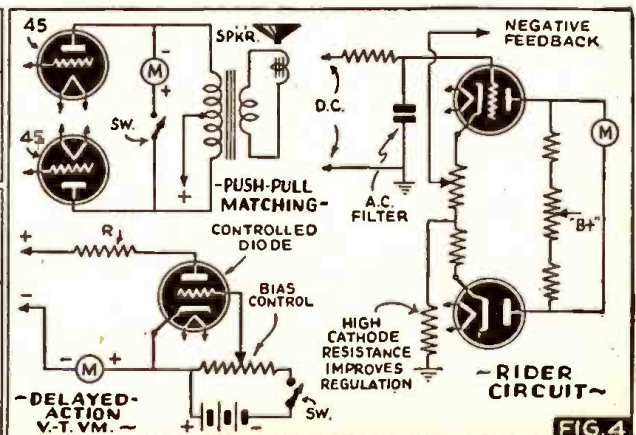 45
-
M
+
SW.
45
SPKR.
+
-PUSH-PULL
MATCHING-
CONTROLLED
DIODE
BIAS
CONTROL
+
R
-
-
M
+
+
-
SW.
~DELAYED-
ACTION
V.-T. VM.~
NEGATIVE
FEEDBACK
D.C.
A.C.
FILTER
M
"B+"
HIGH
CATHODE
RESISTANCE
IMPROVES
REGULATION
~RIDER
CIRCUIT~
FIG. 4